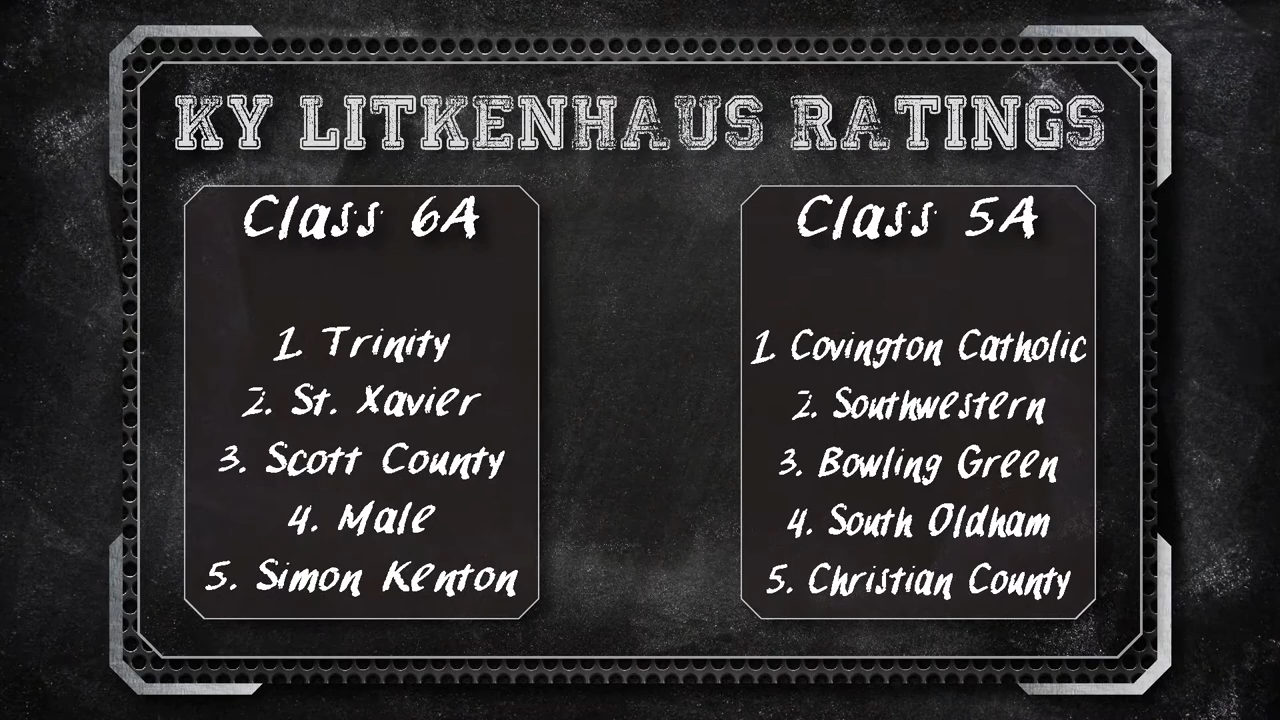 KY LITKENHAUS RATINGS
Class 6A
1. Trinity
2. St. Xavier
3. Scott County
4. Male
5. Simon Kenton
Class 5A
1. Covington Catholic
2. Southwestern
3. Bowling Green
4. South Oldham
5. Christian County